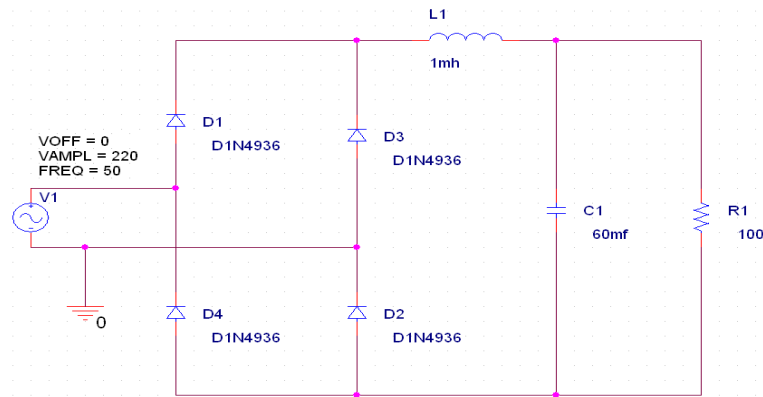 L1
1mh
D1
D1N4936
D3
D1N4936
VOFF = 0
VAMPL = 220
FREQ = 50
V1
C1
60mf
R1
100
0
D4
D1N4936
D2
D1N4936